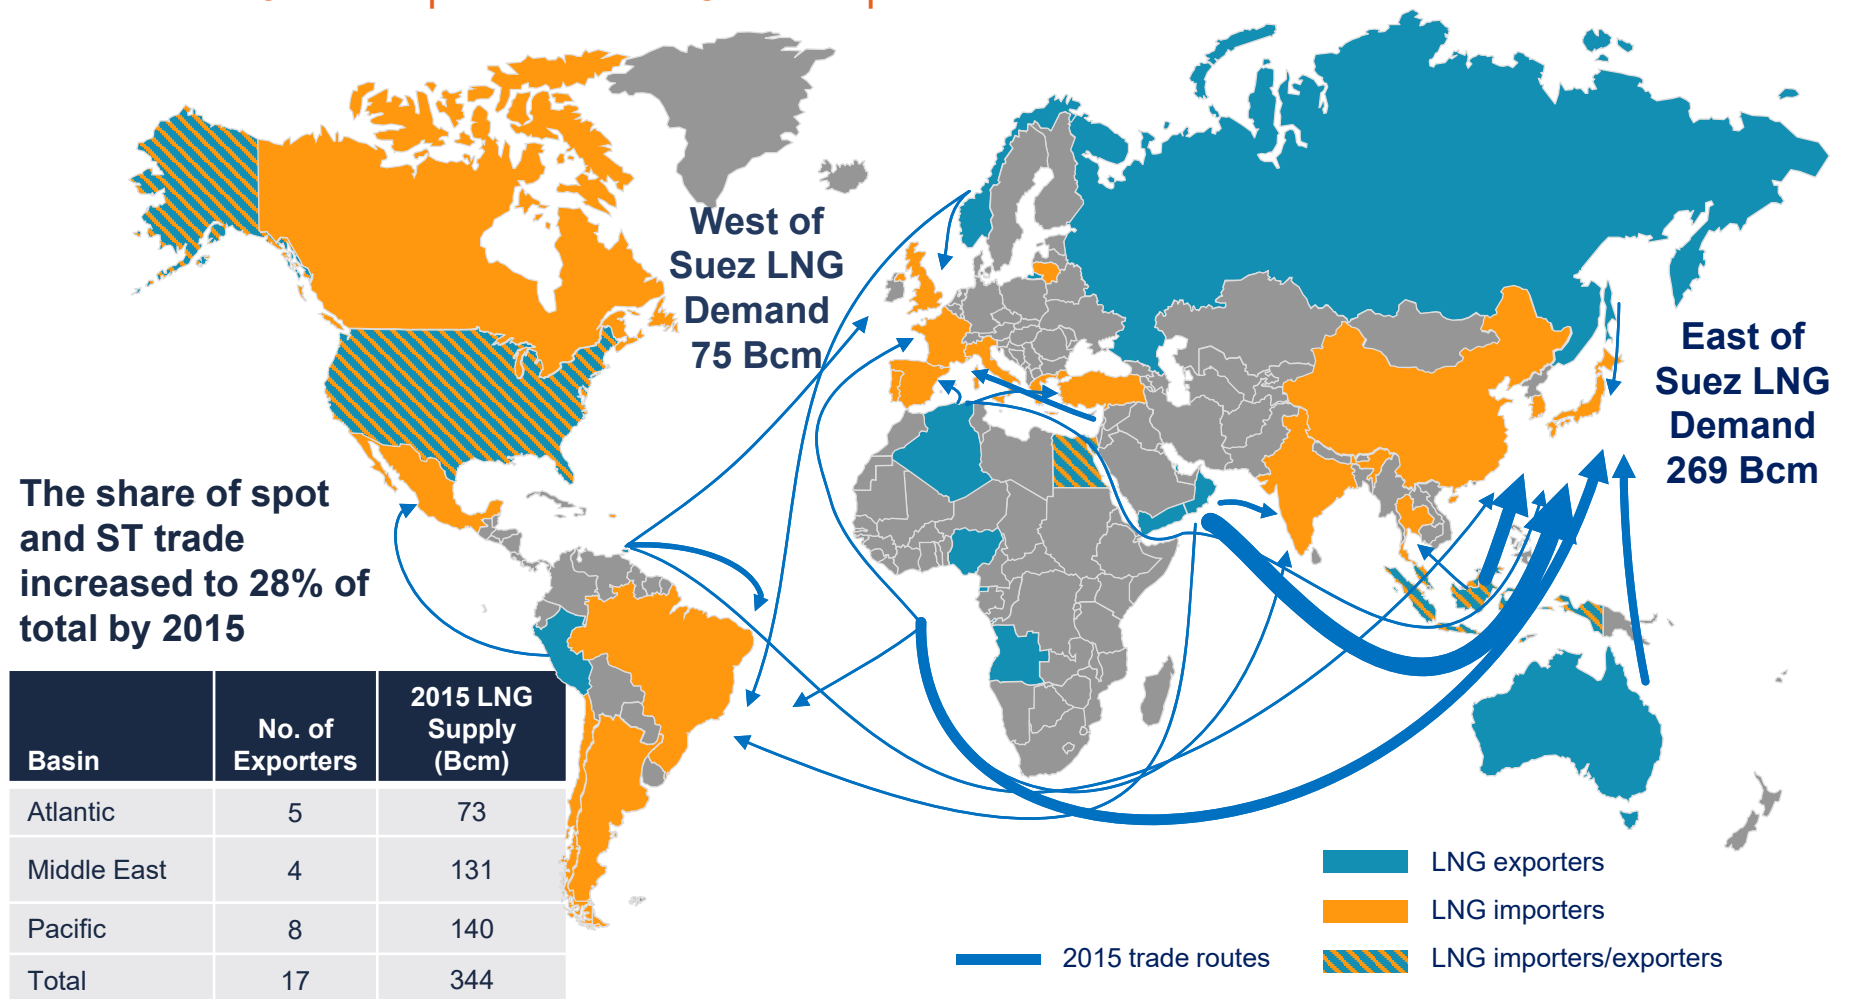 West of
Suez LNG
Demand
75 Bcm
East of
Suez LNG
Demand
269 Bcm
The share of spot
and ST trade
increased to 28% of
total by 2015
Basin No. of Exporters 2015 LNG Supply (Bcm)
Atlantic 5 73
Middle East 4 131
Pacific 8 140
Total 17 344
LNG exporters
LNG importers
2015 trade routes
LNG importers/exporters